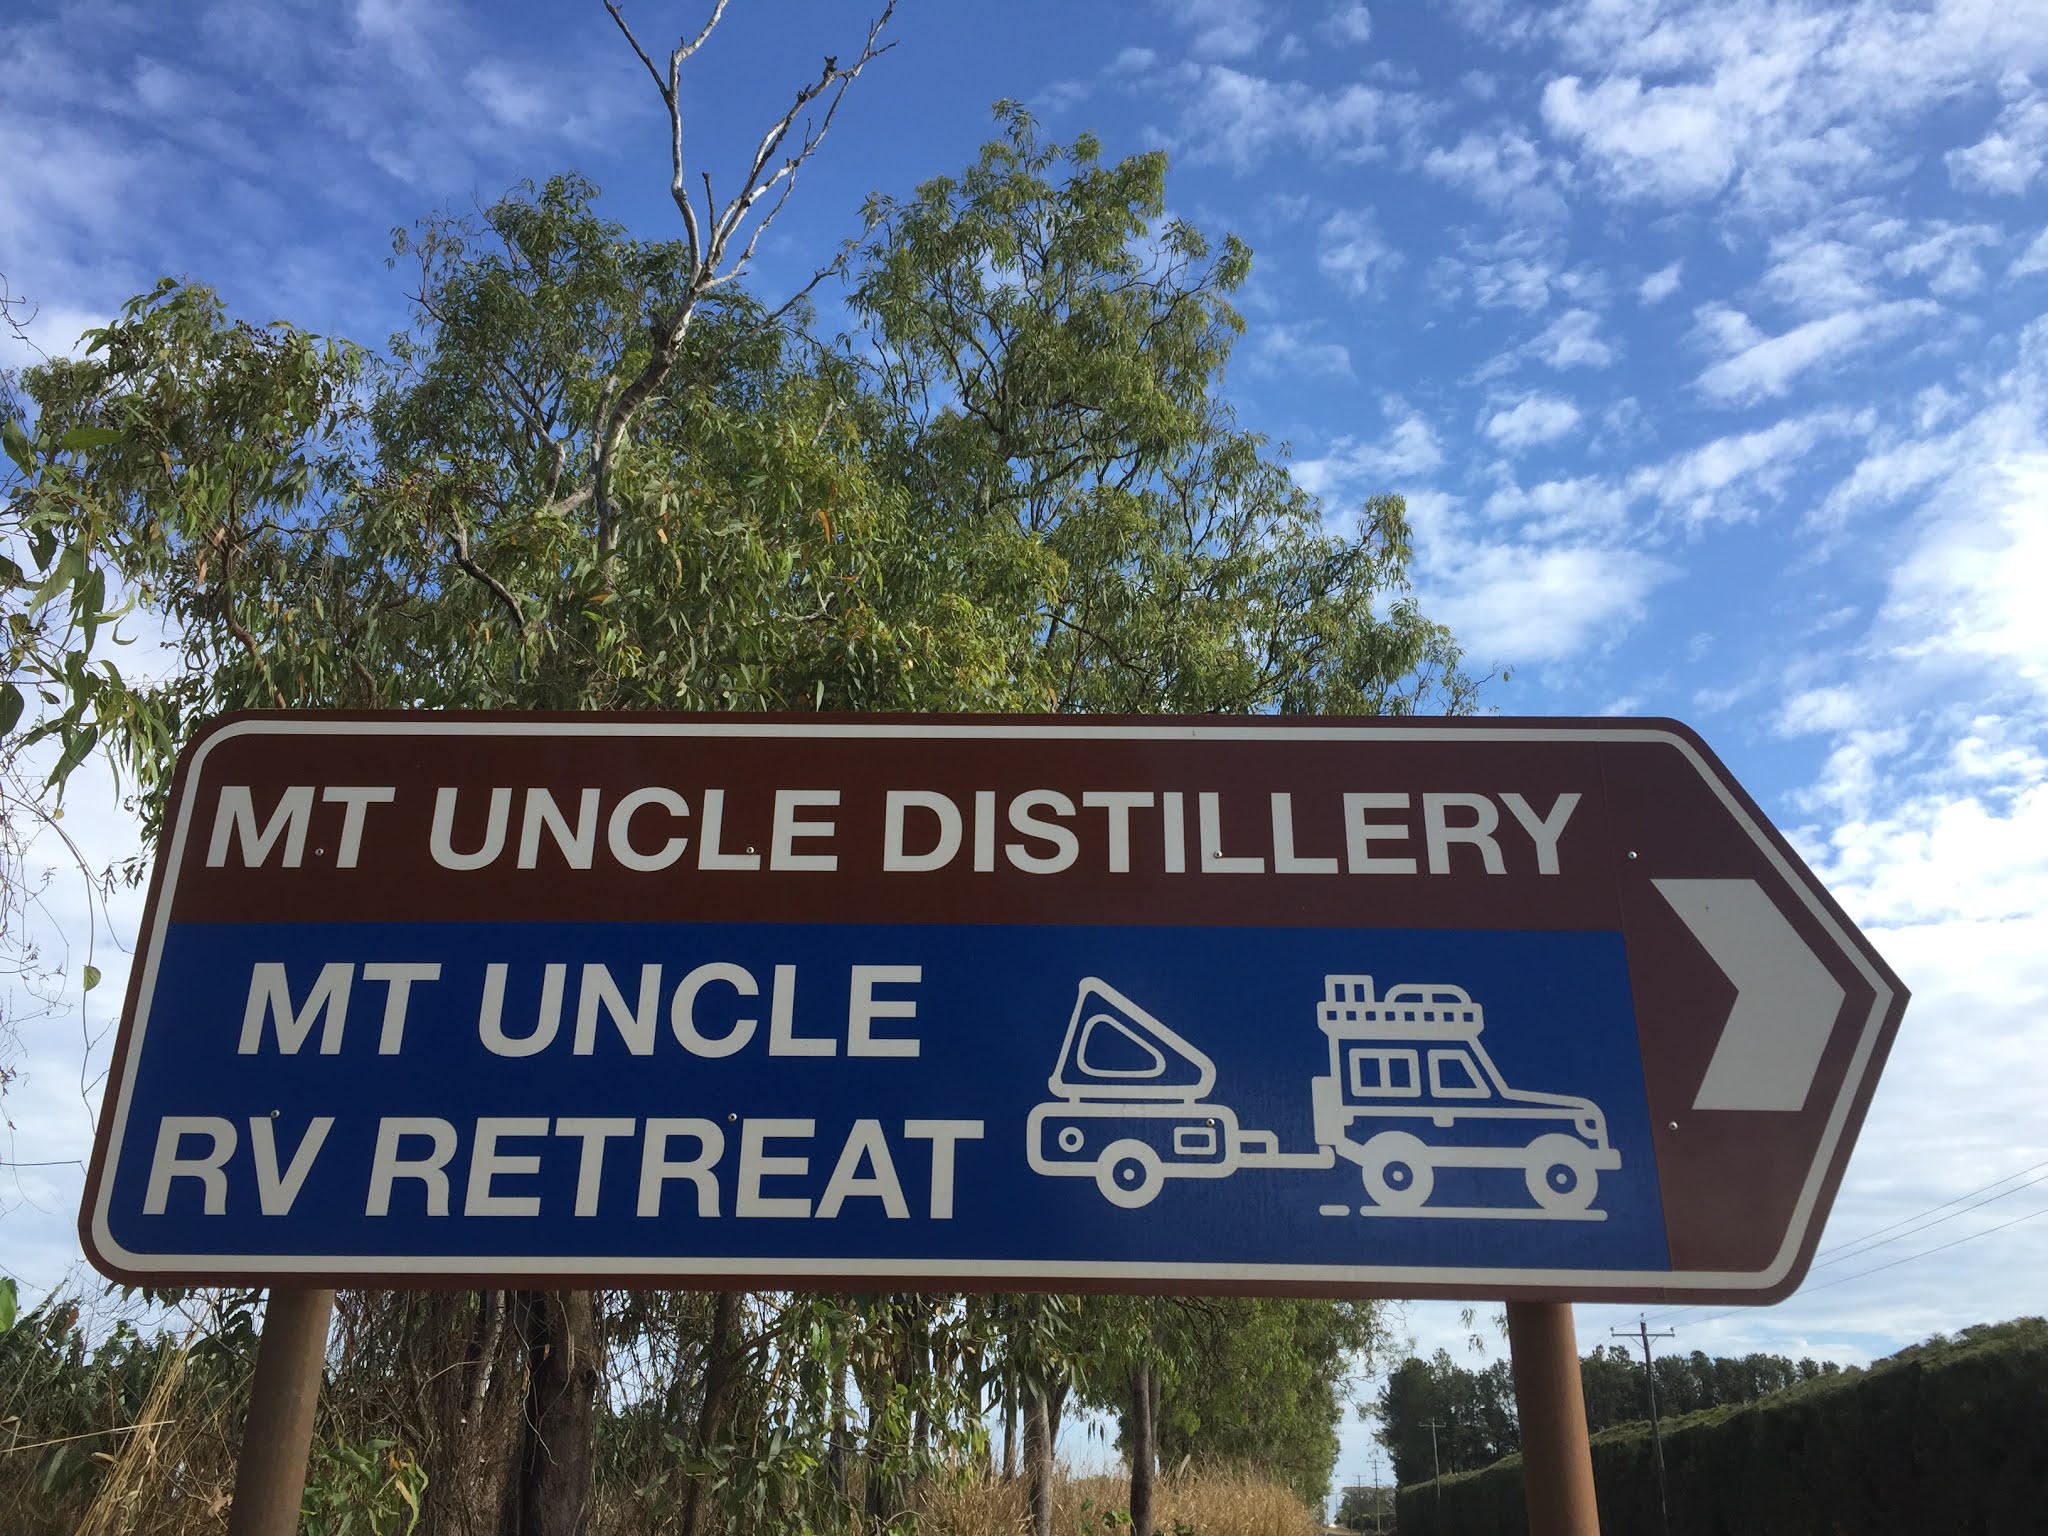 MT UNCLE DISTILLERY
MT UNCLE
RV RETREAT